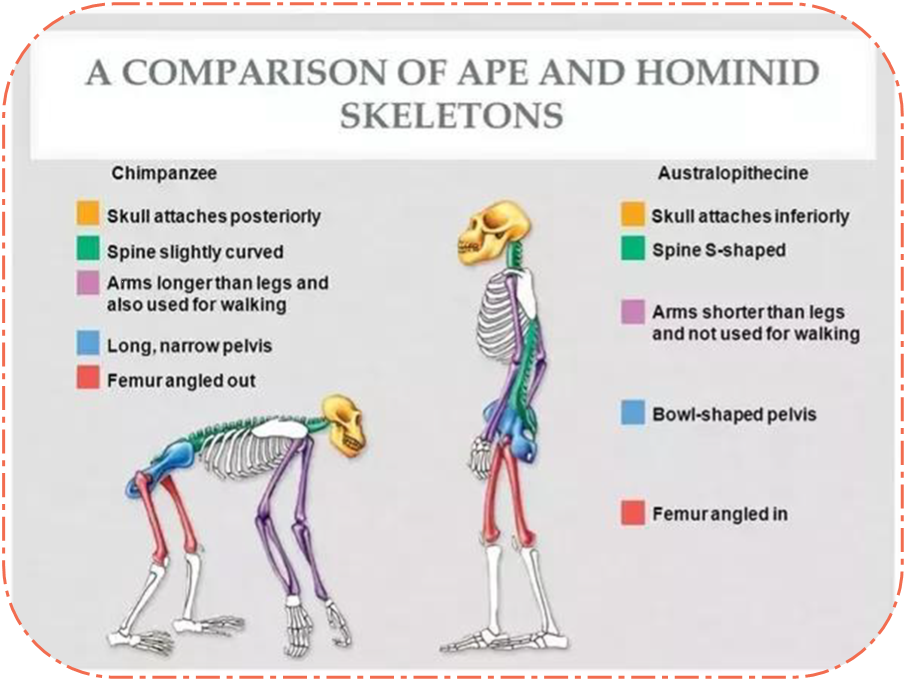 A COMPARISON OF APE AND HOMINID
SKELETONS
Chimpanzee
Skull attaches posteriorly
Spine slightly curved
Arms longer than legs and
also used for walking
Long, narrow pelvis
Femur angled out
Australopithecine
Skull attaches inferiorly
Spine S-shaped
Arms shorter than legs
and not used for walking
Bowl-shaped pelvis
Femur angled in